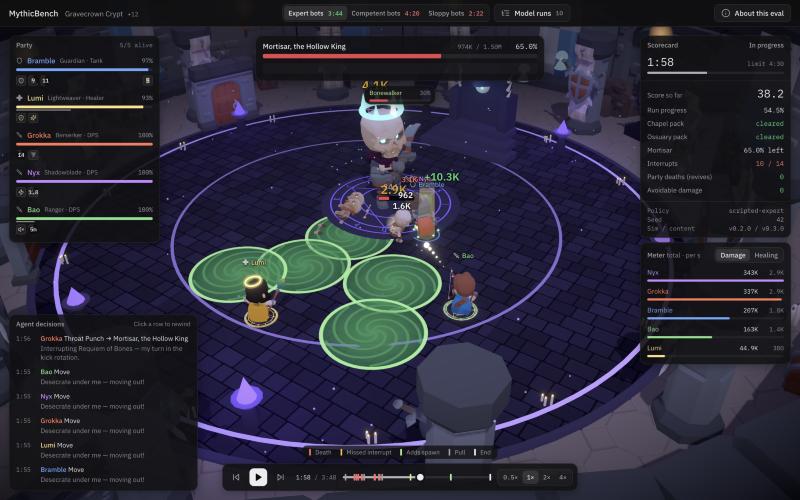 MythicBench Gravecrown Crypt +12
Expert bots 3:44 Competent bots 4:20 Sloppy bots 2:22
Model runs 10
About this eval
Party 5/5 alive
Bramble Guardian · Tank 97%
11
Lumi Lightweaver · Healer 93%
Grokka Berserker · DPS 100%
Nyx Shadowblade · DPS 100%
Bao Ranger · DPS 100%
Mortisar, the Hollow King 974K / 1.50M 65.0%
Bonewalker 30%
+10.3K
Bramble
2.9K
962
1.6K
Lumi
Bao
Scorecard In progress
1:58 limit 4:30
Score so far 38.2
Run progress 54.5%
Chapel pack cleared
Ossuary pack cleared
Mortisar 65.0% left
Interrupts 10 / 14
Party deaths (revives) 0
Avoidable damage 0
Policy scripted-expert
Seed 42
Sim / content v0.2.0 / v0.3.0
Meter total · per s Damage Healing
Nyx 343K 2.9K
Grokka 337K 2.9K
Bramble 207K 1.8K
Bao 163K 1.4K
Lumi 44.9K 380
Agent decisions Click a row to rewind
1:56 Grokka Throat Punch → Mortisar, the Hollow King
Interrupting Requiem of Bones — my turn in the
kick rotation.
1:55 Bao Move
Desecrate under me — moving out!
1:55 Nyx Move
Desecrate under me — moving out!
1:55 Grokka Move
Desecrate under me — moving out!
1:55 Lumi Move
Desecrate under me — moving out!
1:55 Bramble Move
Desecrate under me — moving out!
Death Missed interrupt Adds spawn Pull End
1:58 / 3:48 0.5× 1× 2× 4×